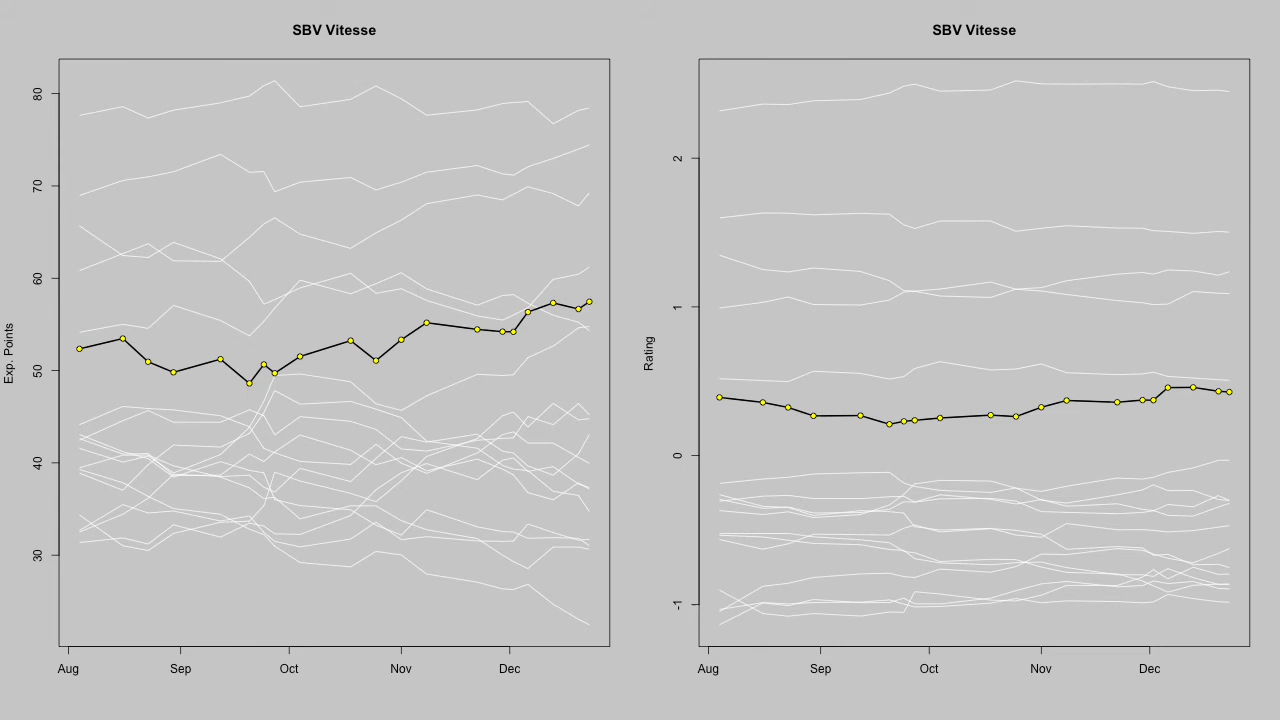 SBV Vitesse
Exp. Points
80
70
60
50
40
30
Aug Sep Oct Nov Dec
SBV Vitesse
Rating
2
1
0
-1
Aug Sep Oct Nov Dec